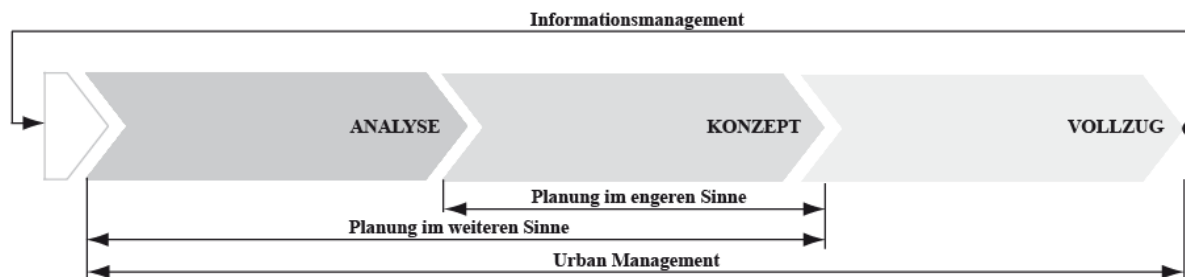 Informationsmanagement
ANALYSE
KONZEPT
VOLLZUG
Planung im engeren Sinne
Planung im weiteren Sinne
Urban Management